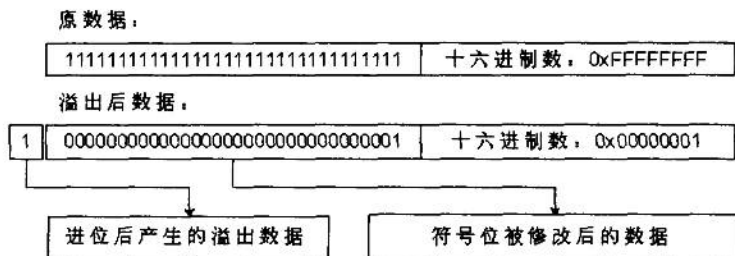 原数据：
11111111111111111111111111111111 十六进制数：0xFFFFFFFF
溢出后数据：
1 00000000000000000000000000000001 十六进制数：0x00000001
进位后产生的溢出数据 符号位被修改后的数据